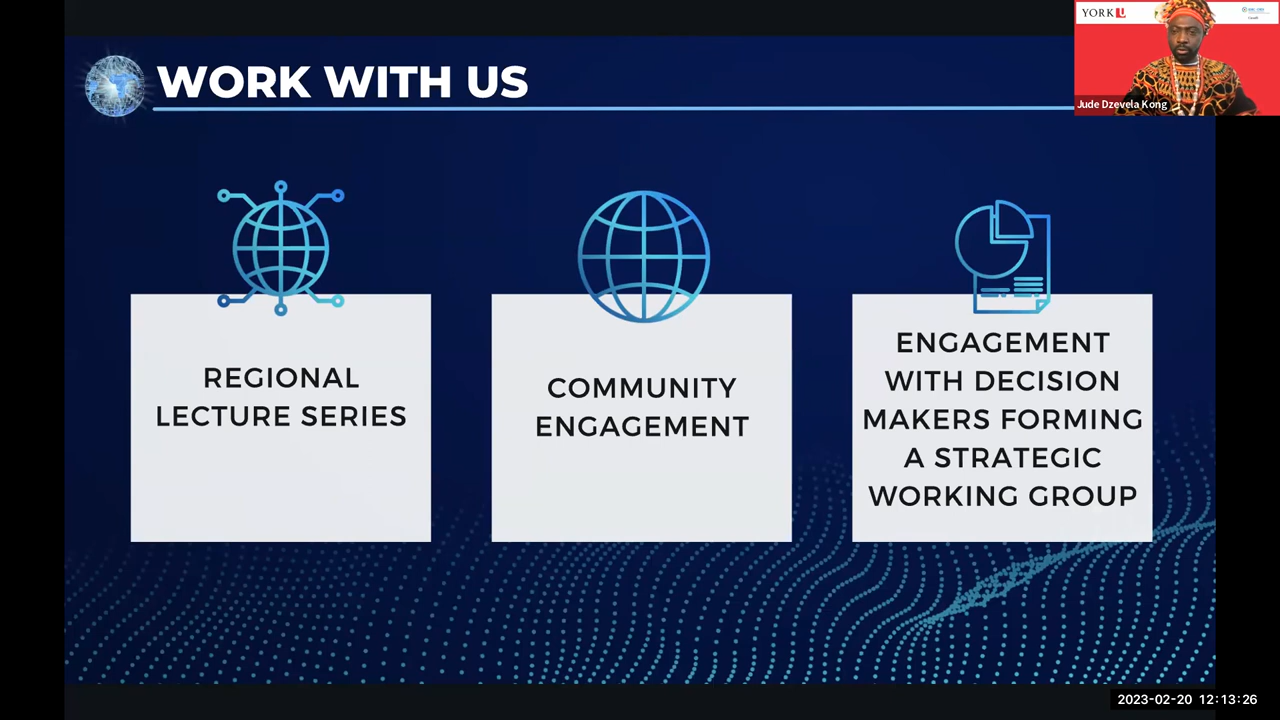 WORK WITH US
YORK U
Jude Dzevela Kong
REGIONAL
LECTURE SERIES
COMMUNITY
ENGAGEMENT
ENGAGEMENT
WITH DECISION
MAKERS FORMING
A STRATEGIC
WORKING GROUP
2023-02-20 12:13:26